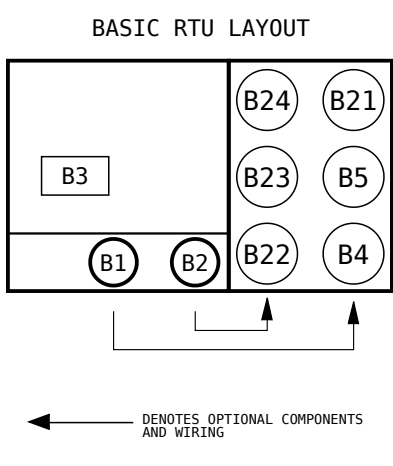 BASIC RTU LAYOUT
B24 B21
B3 B23 B5
B1 B2 B22 B4
DENOTES OPTIONAL COMPONENTS
AND WIRING